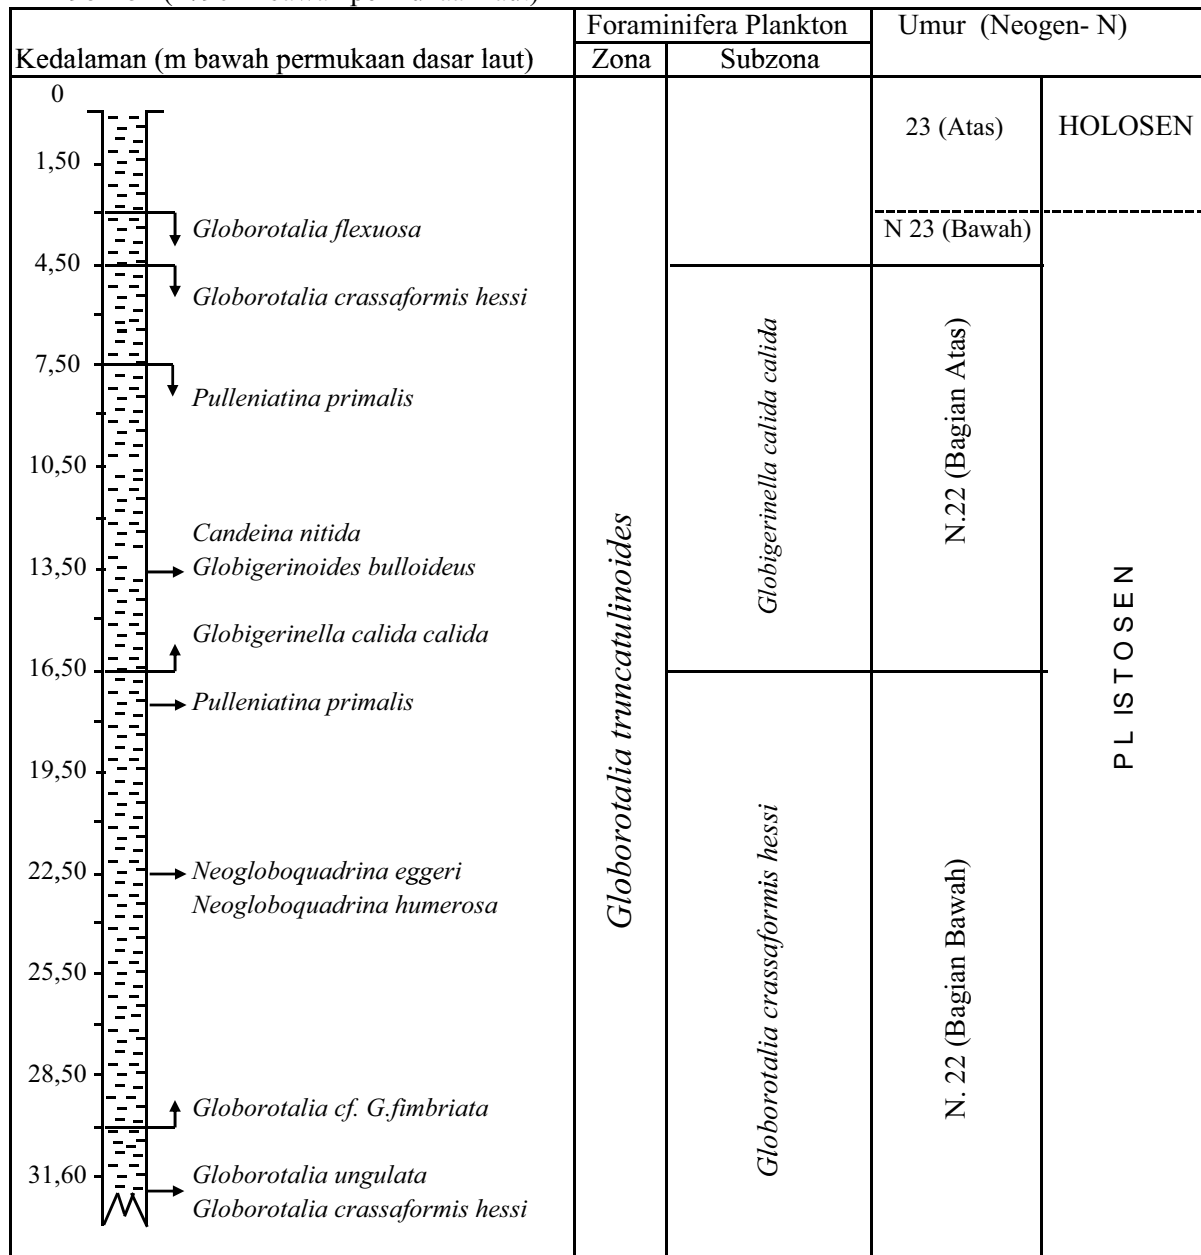 Foraminifera Plankton
Umur (Neogen- N)
Kedalaman (m bawah permukaan dasar laut)
Zona
Subzona
0
23 (Atas)
HOLOSEN
1,50
Globorotalia flexuosa
N 23 (Bawah)
4,50
Globorotalia crassaformis hessi
7,50
Pulleniatina primalis
10,50
Candeina nitida
13,50
Globigerinoides bulloideus
Globigerinella calida calida
16,50
Pulleniatina primalis
19,50
22,50
Neogloboquadrina eggeri
Neogloboquadrina humerosa
25,50
28,50
Globorotalia cf. G.fimbriata
31,60
Globorotalia ungulata
Globorotalia crassaformis hessi
Globorotalia truncatulinoides
Globigerinella calida calida
Globorotalia crassaformis hessi
N.22 (Bagian Atas)
N. 22 (Bagian Bawah)
P L IS T O S E N